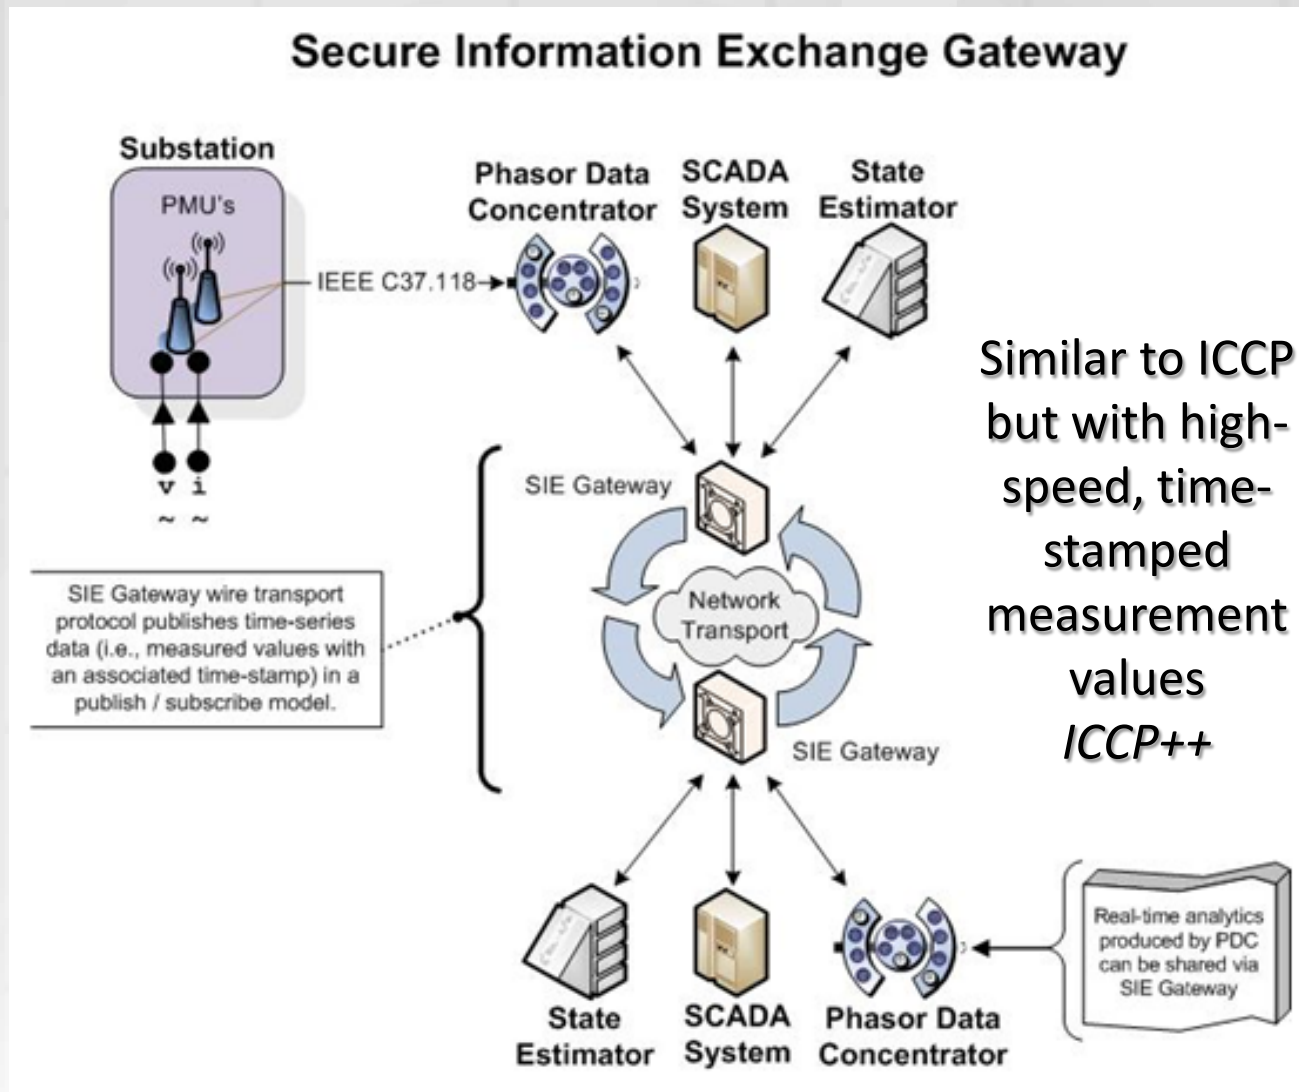 Secure Information Exchange Gateway
Substation
PMU's
IEEE C37.118
Phasor Data
Concentrator
SCADA
System
State
Estimator
v i
~ ~
SIE Gateway
Network
Transport
SIE Gateway
SIE Gateway wire transport
protocol publishes time-series
data (i.e., measured values with
an associated time-stamp) in a
publish / subscribe model.
Similar to ICCP
but with high-
speed, time-
stamped
measurement
values
ICCP++
State
Estimator
SCADA
System
Phasor Data
Concentrator
Real-time analytics
produced by PDC
can be shared via
SIE Gateway